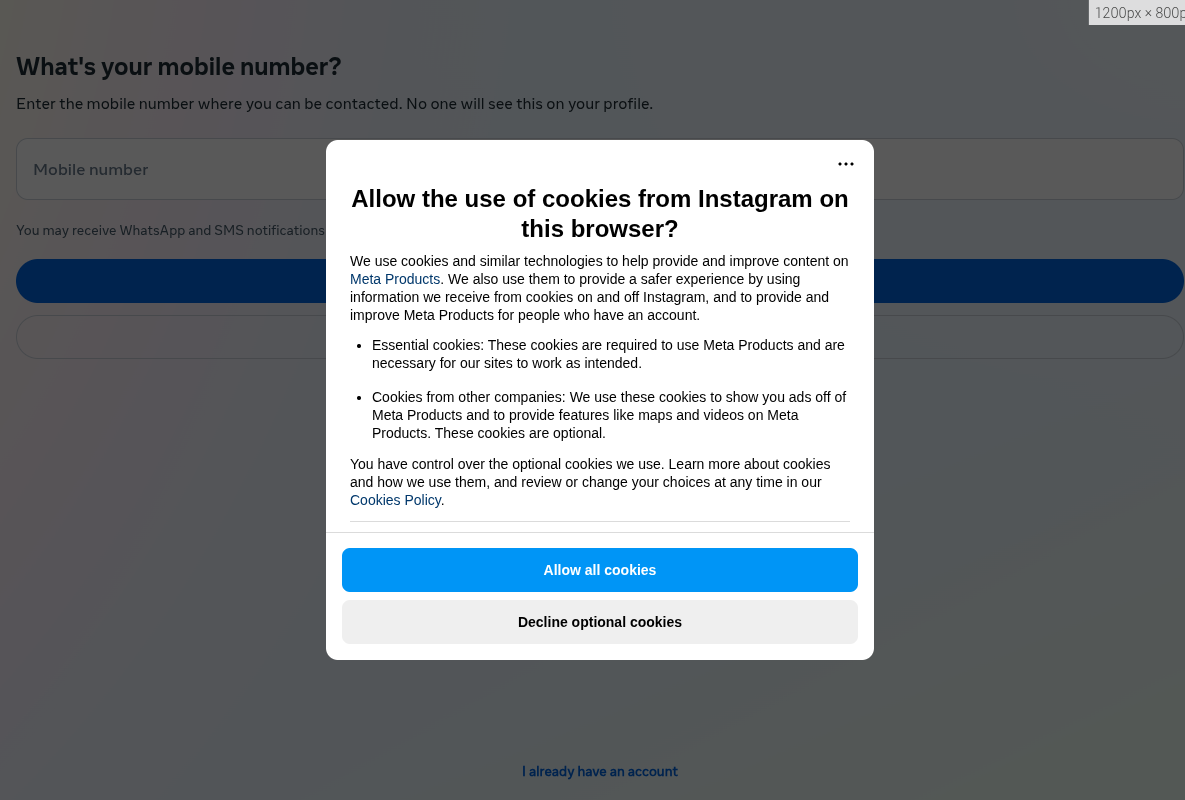 1200px × 800p
What's your mobile number?
Enter the mobile number where you can be contacted. No one will see this on your profile.
Mobile number
You may receive WhatsApp and SMS notifications
•••
Allow the use of cookies from Instagram on
this browser?
We use cookies and similar technologies to help provide and improve content on
Meta Products. We also use them to provide a safer experience by using
information we receive from cookies on and off Instagram, and to provide and
improve Meta Products for people who have an account.
• Essential cookies: These cookies are required to use Meta Products and are
necessary for our sites to work as intended.
• Cookies from other companies: We use these cookies to show you ads off of
Meta Products and to provide features like maps and videos on Meta
Products. These cookies are optional.
You have control over the optional cookies we use. Learn more about cookies
and how we use them, and review or change your choices at any time in our
Cookies Policy.
Allow all cookies
Decline optional cookies
I already have an account